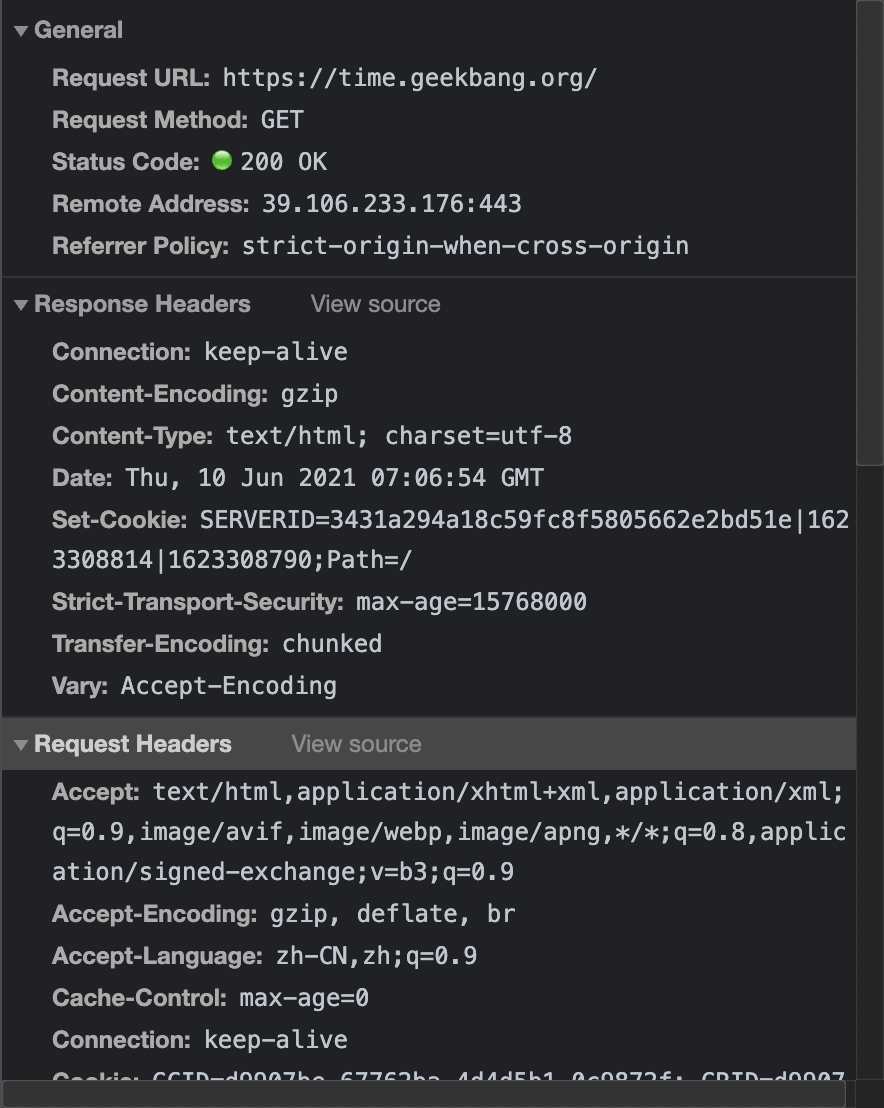 General
Request URL: https://time.geekbang.org/
Request Method: GET
Status Code: 200 OK
Remote Address: 39.106.233.176:443
Referrer Policy: strict-origin-when-cross-origin
Response Headers View source
Connection: keep-alive
Content-Encoding: gzip
Content-Type: text/html; charset=utf-8
Date: Thu, 10 Jun 2021 07:06:54 GMT
Set-Cookie: SERVERID=3431a294a18c59fc8f5805662e2bd51e|162
3308814|1623308790;Path=/
Strict-Transport-Security: max-age=15768000
Transfer-Encoding: chunked
Vary: Accept-Encoding
Request Headers View source
Accept: text/html,application/xhtml+xml,application/xml;
q=0.9,image/avif,image/webp,image/apng,*/*;q=0.8,applic
ation/signed-exchange;v=b3;q=0.9
Accept-Encoding: gzip, deflate, br
Accept-Language: zh-CN,zh;q=0.9
Cache-Control: max-age=0
Connection: keep-alive
Cookie: